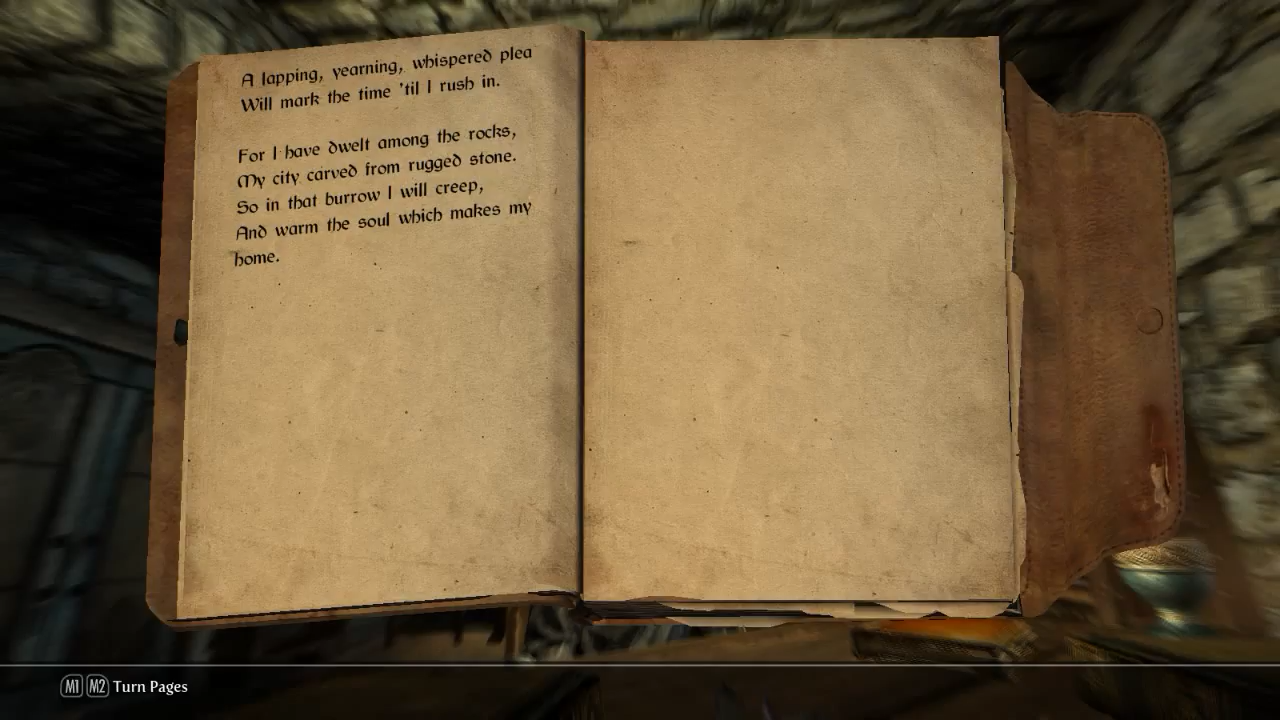 A lapping, yearning, whispered plea
Will mark the time 'til I rush in.
For I have dwelt among the rocks,
My city carved from rugged stone.
So in that burrow I will creep,
And warm the soul which makes my
home.
M1 M2 Turn Pages